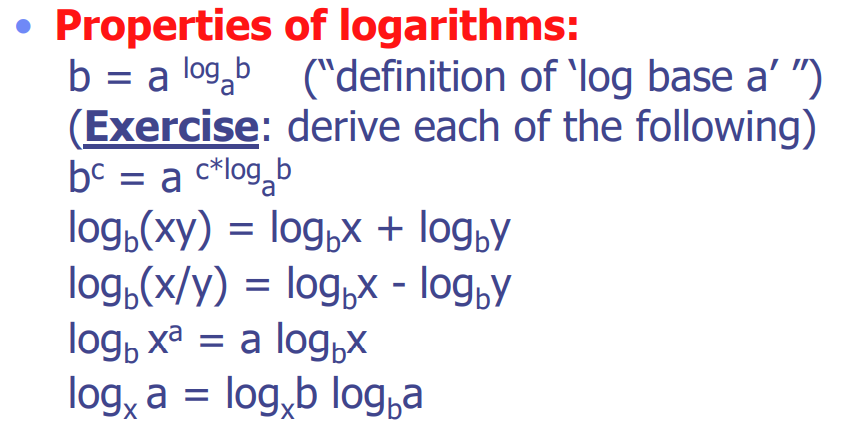 • Properties of logarithms:
b = a ^(log_a b) ("definition of 'log base a' ")
(Exercise: derive each of the following)
b^c = a ^(c*log_a b)
log_b(xy) = log_b x + log_b y
log_b(x/y) = log_b x - log_b y
log_b x^a = a log_b x
log_x a = log_x b log_b a